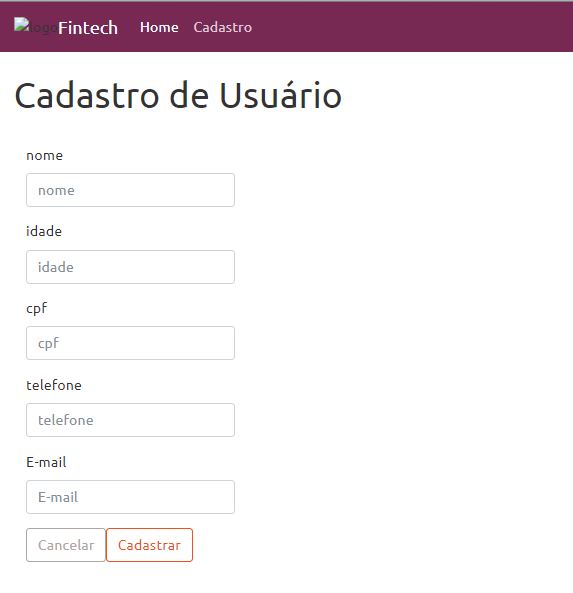 logo Fintech Home Cadastro
Cadastro de Usuário
nome
nome
idade
idade
cpf
cpf
telefone
telefone
E-mail
E-mail
Cancelar Cadastrar